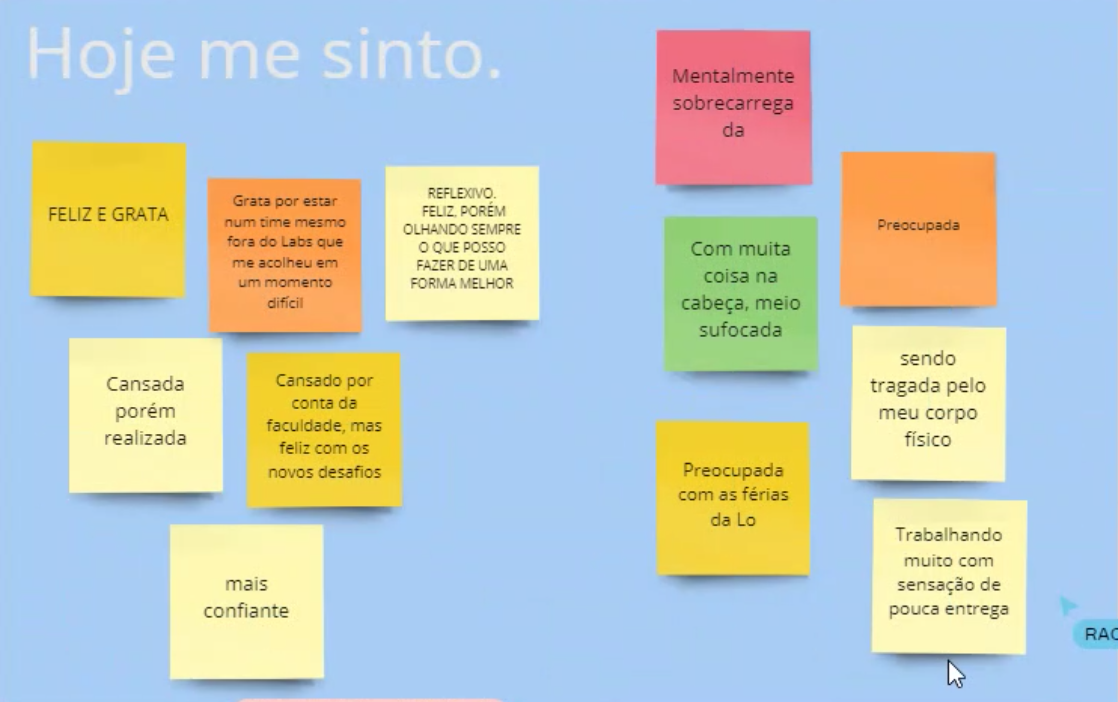 Hoje me sinto.
FELIZ E GRATA
Grata por estar
num time mesmo
fora do Labs que
me acolheu em
um momento
difícil
REFLEXIVO.
FELIZ, PORÉM
OLHANDO SEMPRE
O QUE POSSO
FAZER DE UMA
FORMA MELHOR
Cansada
porém
realizada
Cansado por
conta da
faculdade, mas
feliz com os
novos desafios
mais
confiante
Mentalmente
sobrecarrega
da
Preocupada
Com muita
coisa na
cabeça, meio
sufocada
sendo
tragada pelo
meu corpo
físico
Preocupada
com as férias
da Lo
Trabalhando
muito com
sensação de
pouca entrega